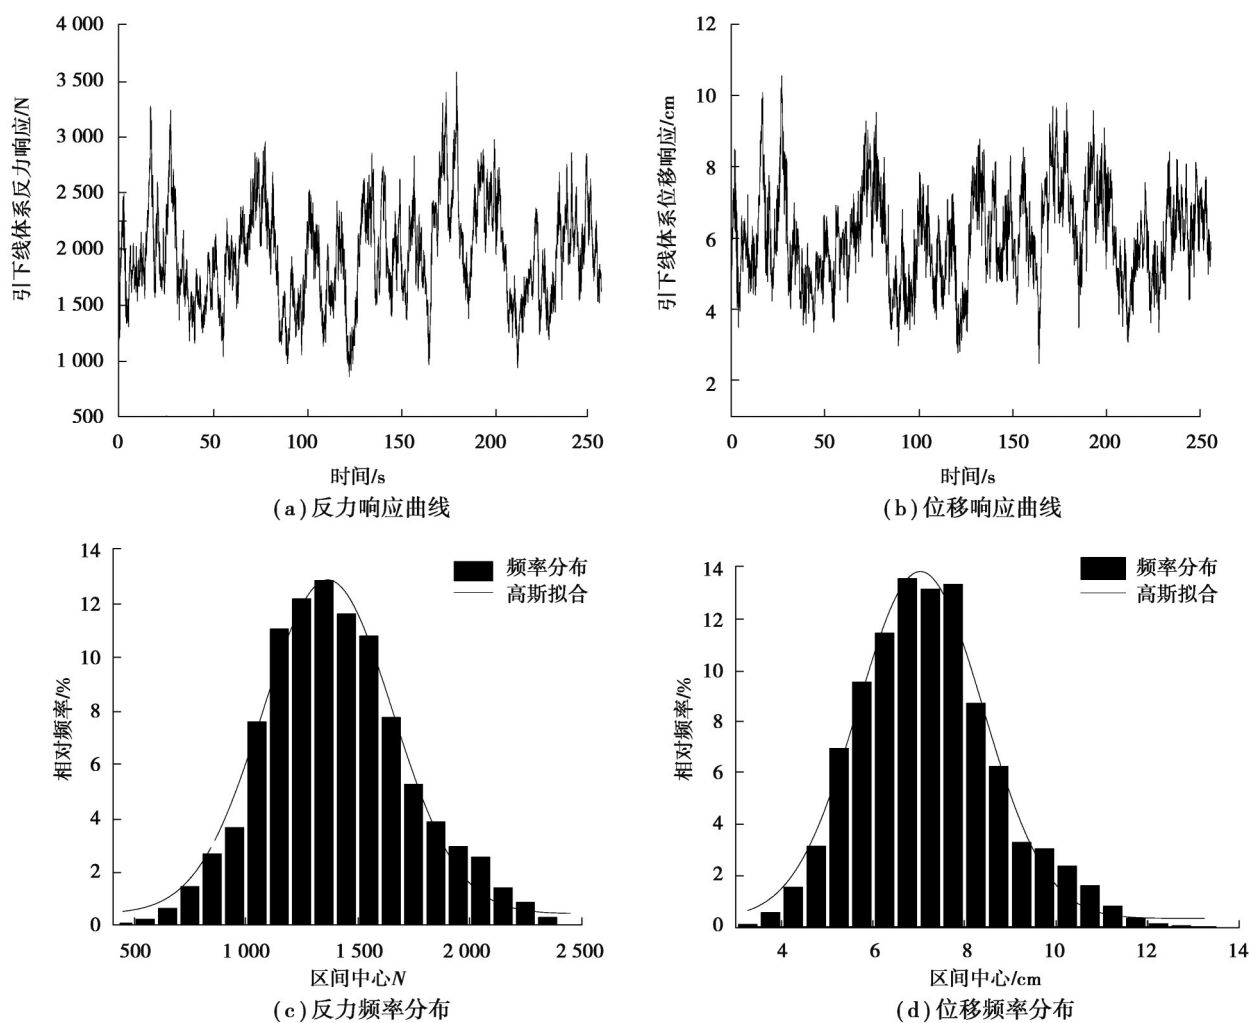 引下线体系反力响应/N
4 000
3 500
3 000
2 500
2 000
1 500
1 000
500
0 50 100 150 200 250
时间/s
(a)反力响应曲线
引下线体系位移响应/cm
12
10
8
6
4
2
0 50 100 150 200 250
时间/s
(b)位移响应曲线
相对频率/%
14
12
10
8
6
4
2
0
500 1 000 1 500 2 000 2 500
频率分布
高斯拟合
区间中心N
(c)反力频率分布
相对频率/%
14
12
10
8
6
4
2
0
4 6 8 10 12 14
频率分布
高斯拟合
区间中心/cm
(d)位移频率分布